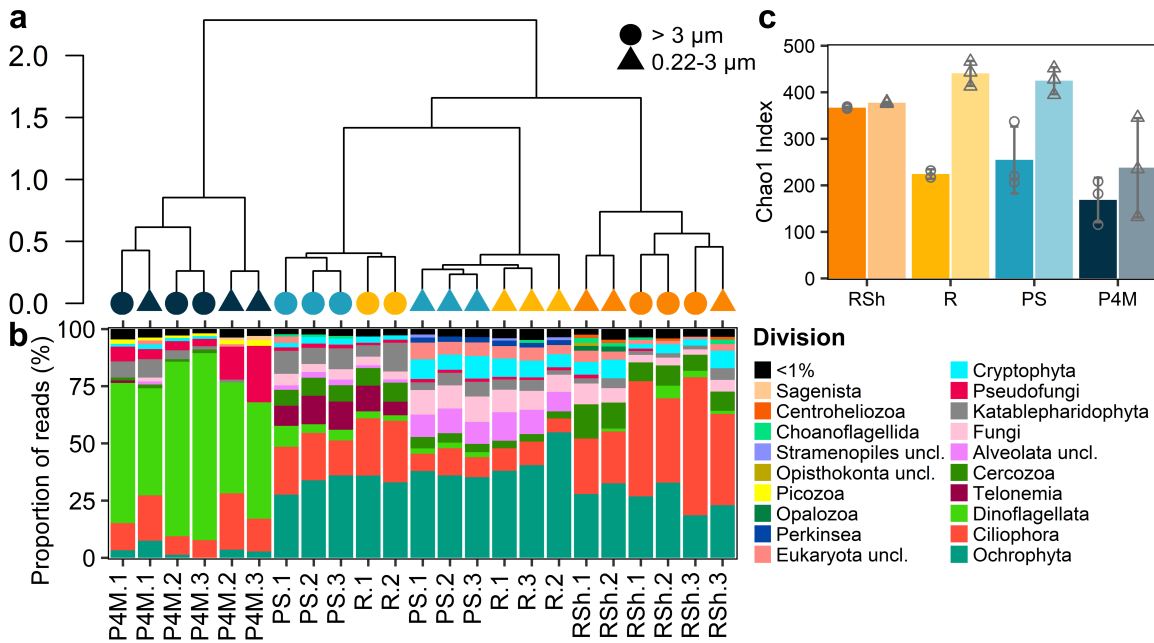 a
2.0
1.5
1.0
0.5
0.0
> 3 µm
0.22-3 µm
c
Chao1 Index
500
400
300
200
100
0
RSh
R
PS
P4M
b
Proportion of reads (%)
100
75
50
25
0
P4M.1
P4M.1
P4M.2
P4M.3
P4M.2
P4M.3
PS.1
PS.2
PS.3
R.1
R.2
PS.1
PS.2
PS.3
R.1
R.3
R.2
RSh.1
RSh.2
RSh.1
RSh.2
RSh.3
RSh.3
Division
<1%
Sagenista
Centroheliozoa
Choanoflagellida
Stramenopiles uncl.
Opisthokonta uncl.
Picozoa
Opalozoa
Perkinsea
Eukaryota uncl.
Cryptophyta
Pseudofungi
Katablepharidophyta
Fungi
Alveolata uncl.
Cercozoa
Telonemia
Dinoflagellata
Ciliophora
Ochrophyta